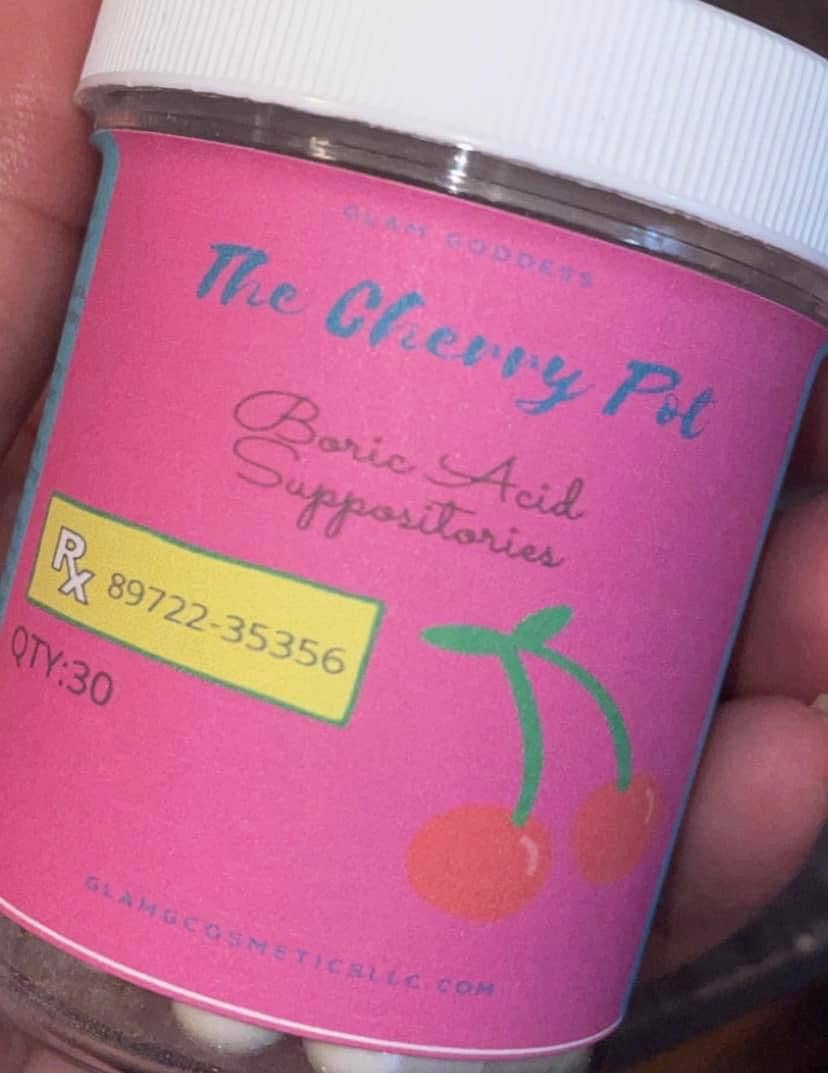 GLAM GODDESS
The Cherry Pot
Boric Acid
Suppositories
Rx 89722-35356
QTY:30
GLAMGCOSMETICSLLC.COM